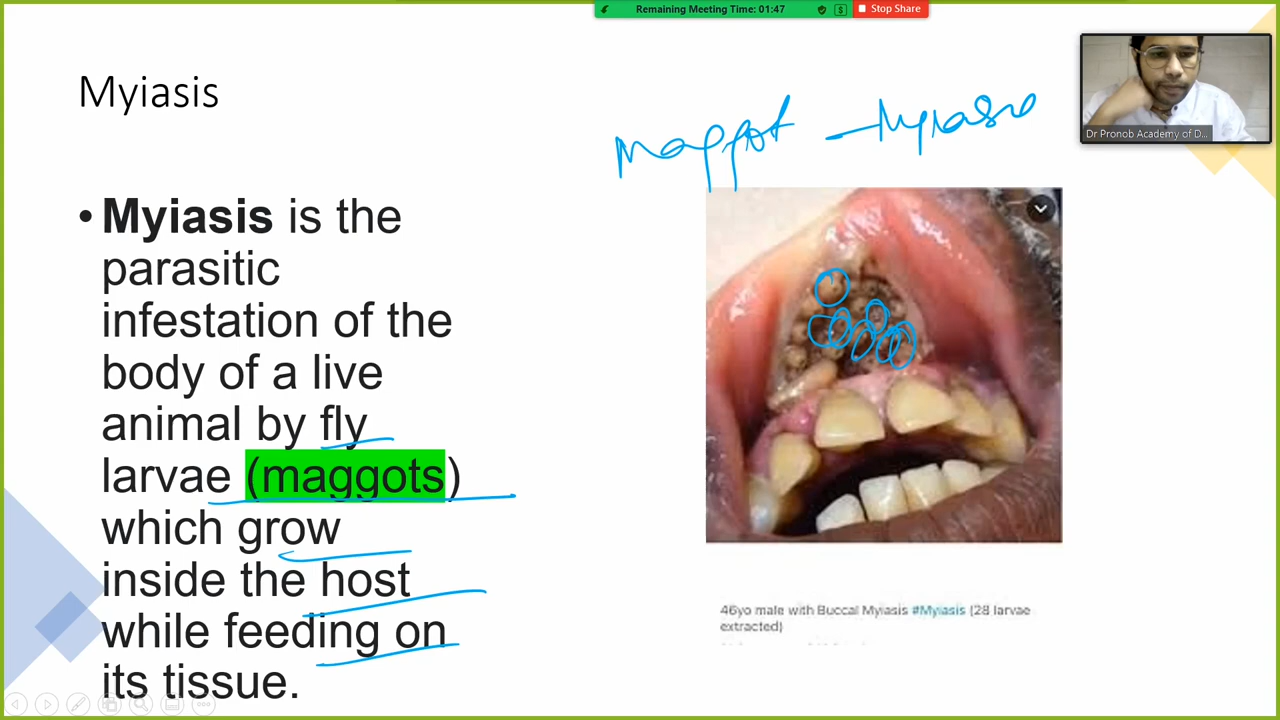 Remaining Meeting Time: 01:47
Stop Share
Myiasis
Maggot – Myiasis
Dr Pronob Academy of D...
• Myiasis is the
parasitic
infestation of the
body of a live
animal by fly
larvae (maggots)
which grow
inside the host
while feeding on
its tissue.
46yo male with Buccal Myiasis #Myiasis (28 larvae
extracted)